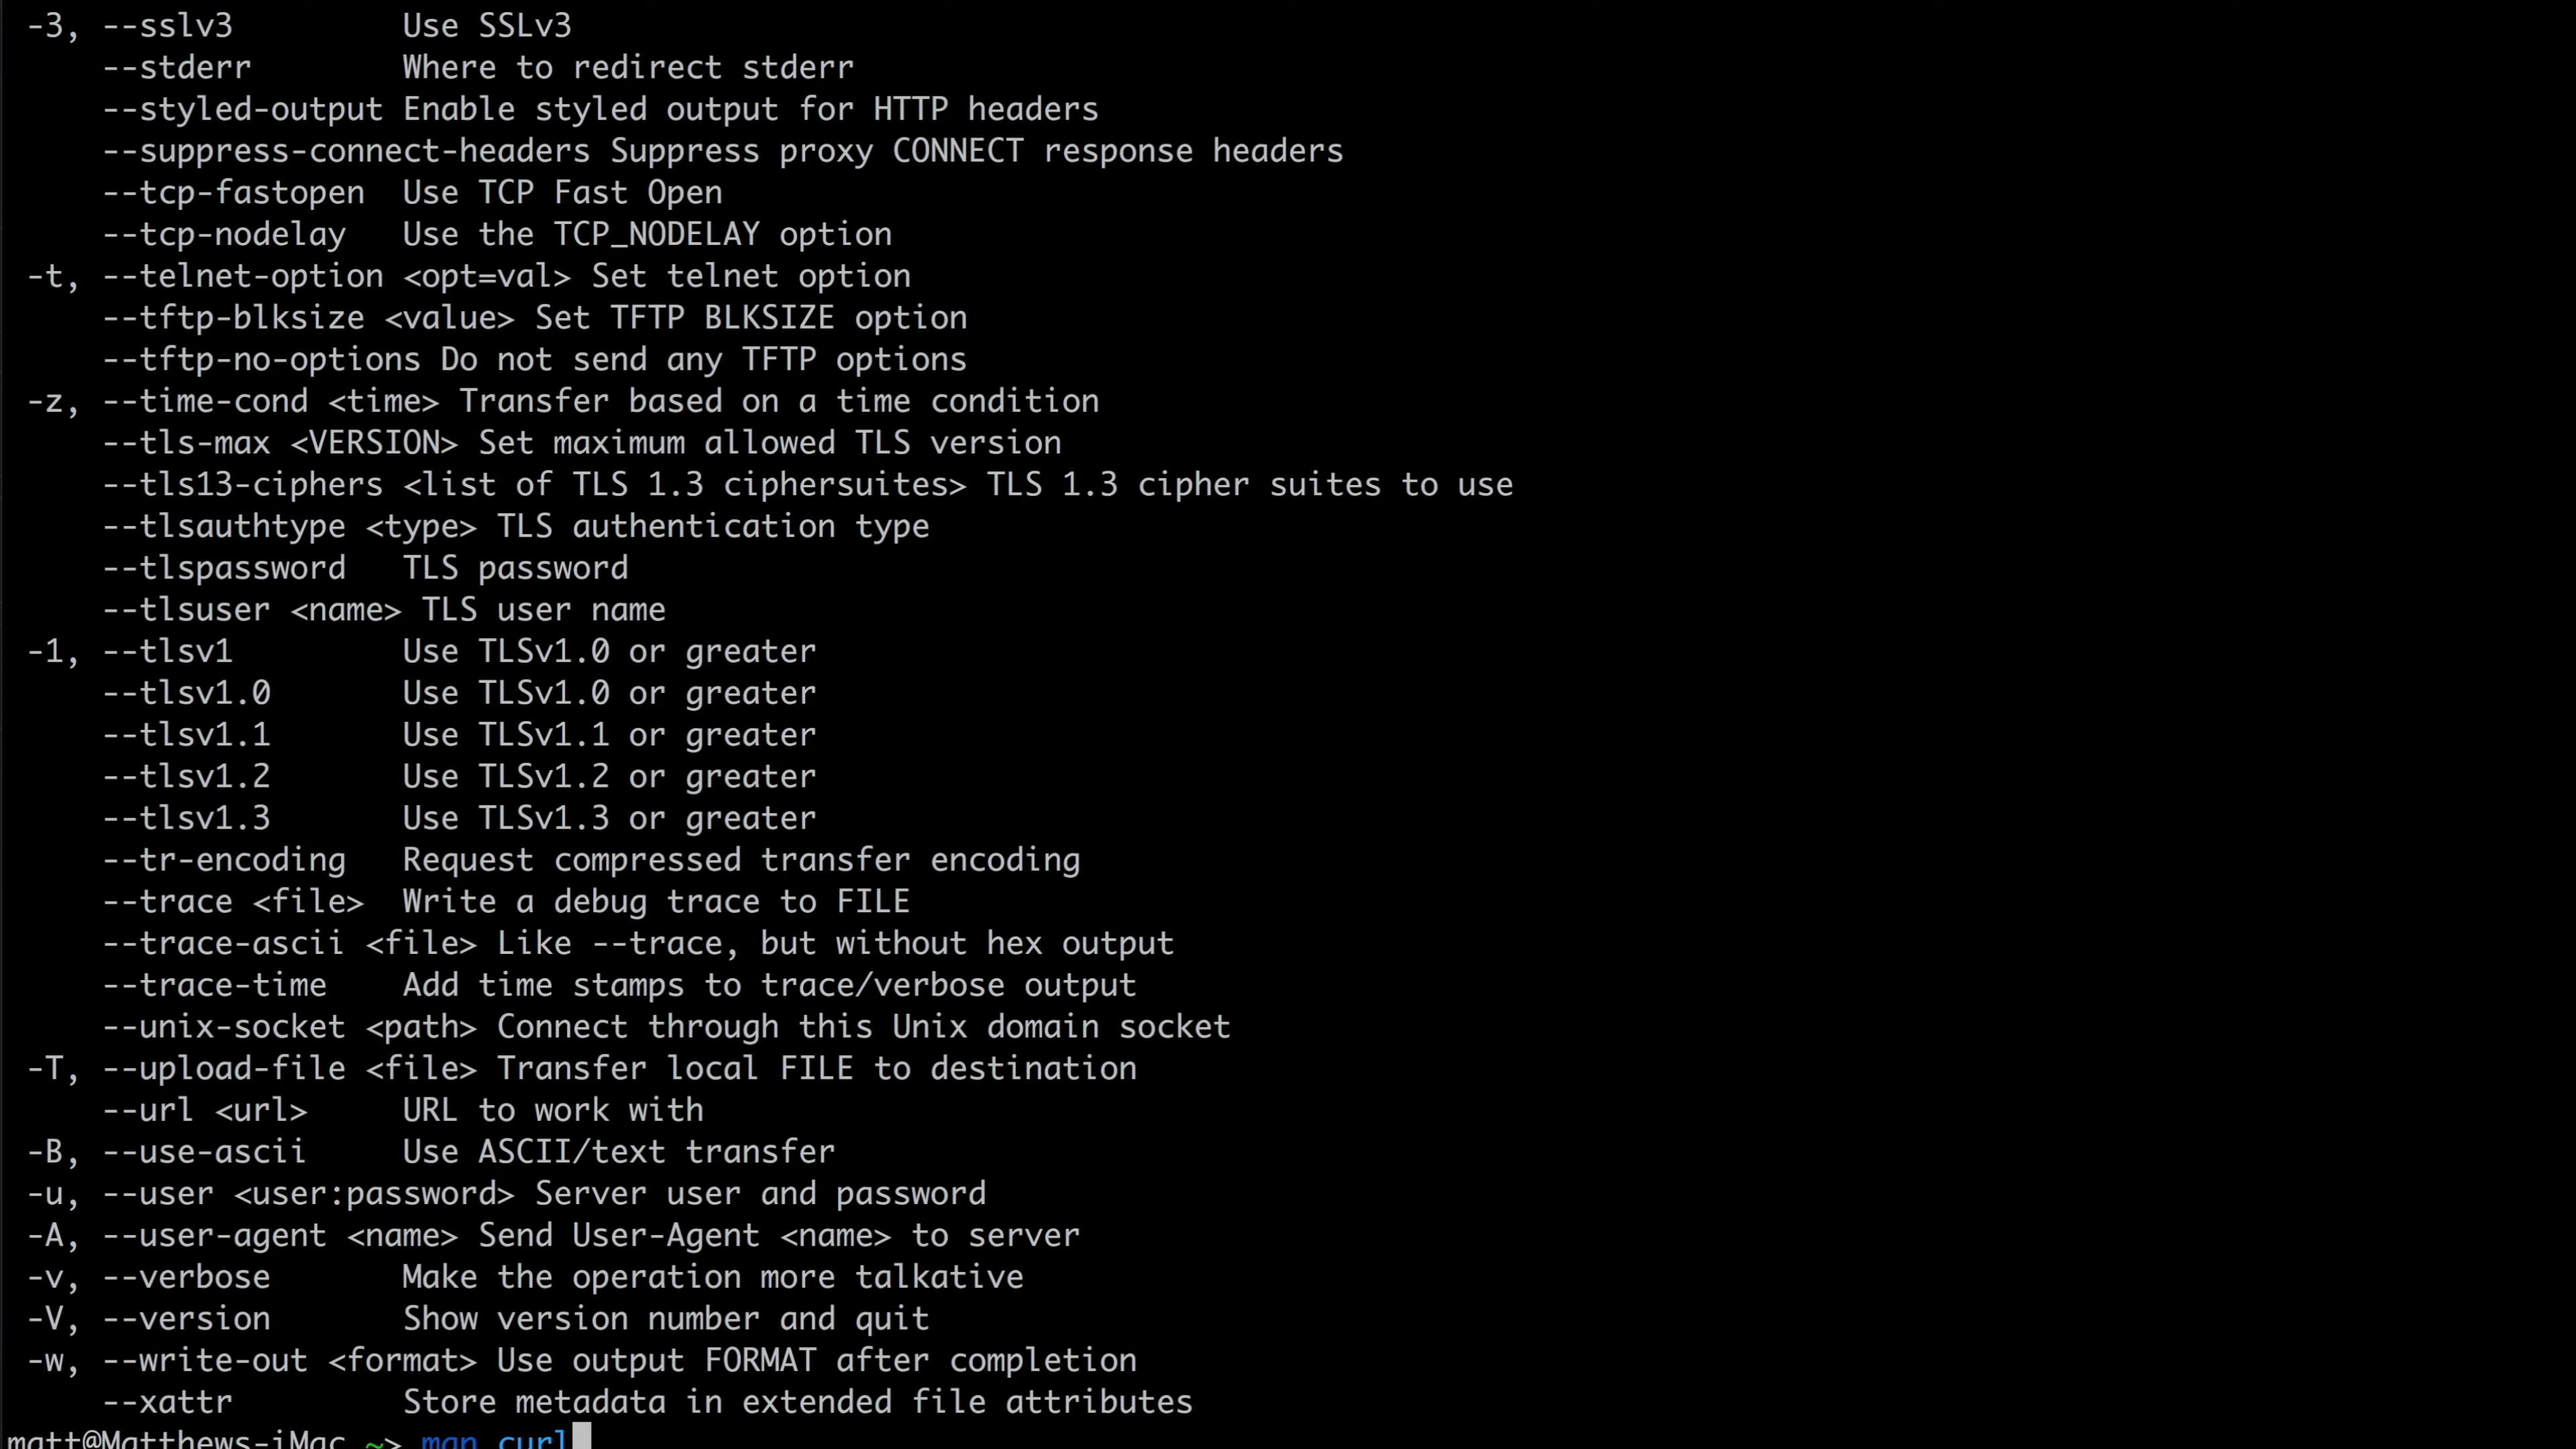 -3, --sslv3         Use SSLv3
    --stderr        Where to redirect stderr
    --styled-output Enable styled output for HTTP headers
    --suppress-connect-headers Suppress proxy CONNECT response headers
    --tcp-fastopen  Use TCP Fast Open
    --tcp-nodelay   Use the TCP_NODELAY option
-t, --telnet-option <opt=val> Set telnet option
    --tftp-blksize <value> Set TFTP BLKSIZE option
    --tftp-no-options Do not send any TFTP options
-z, --time-cond <time> Transfer based on a time condition
    --tls-max <VERSION> Set maximum allowed TLS version
    --tls13-ciphers <list of TLS 1.3 ciphersuites> TLS 1.3 cipher suites to use
    --tlsauthtype <type> TLS authentication type
    --tlspassword   TLS password
    --tlsuser <name> TLS user name
-1, --tlsv1         Use TLSv1.0 or greater
    --tlsv1.0       Use TLSv1.0 or greater
    --tlsv1.1       Use TLSv1.1 or greater
    --tlsv1.2       Use TLSv1.2 or greater
    --tlsv1.3       Use TLSv1.3 or greater
    --tr-encoding   Request compressed transfer encoding
    --trace <file>  Write a debug trace to FILE
    --trace-ascii <file> Like --trace, but without hex output
    --trace-time    Add time stamps to trace/verbose output
    --unix-socket <path> Connect through this Unix domain socket
-T, --upload-file <file> Transfer local FILE to destination
    --url <url>     URL to work with
-B, --use-ascii     Use ASCII/text transfer
-u, --user <user:password> Server user and password
-A, --user-agent <name> Send User-Agent <name> to server
-v, --verbose       Make the operation more talkative
-V, --version       Show version number and quit
-w, --write-out <format> Use output FORMAT after completion
    --xattr         Store metadata in extended file attributes
matt@Matthews-iMac ~> man curl